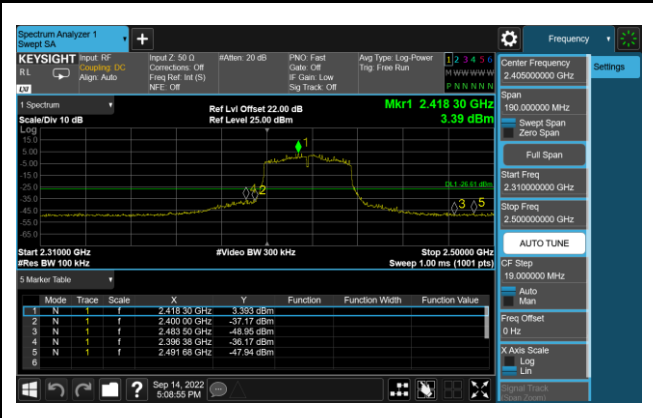 Spectrum Analyzer 1
Swept SA
+
Frequency
KEYSIGHT
RL
LXI
Input: RF
Coupling: DC
Align: Auto
Input Z: 50 Ω
Corrections: Off
Freq Ref: Int (S)
NFE: Off
#Atten: 20 dB
PNO: Fast
Gate: Off
IF Gain: Low
Sig Track: Off
Avg Type: Log-Power
Trig: Free Run
1 2 3 4 5 6
M W W W W W
P N N N N N
Center Frequency
2.405000000 GHz
Settings
1 Spectrum
Scale/Div 10 dB
Ref Lvl Offset 22.00 dB
Ref Level 25.00 dBm
Mkr1 2.418 30 GHz
3.39 dBm
Log
15.0
5.00
-5.00
-15.0
-25.0
-35.0
-45.0
-55.0
-65.0
1
4 2
3
5
DL1 -26.61 dBm
Start 2.31000 GHz
#Res BW 100 kHz
#Video BW 300 kHz
Stop 2.50000 GHz
Sweep 1.00 ms (1001 pts)
Span
190.000000 MHz
Swept Span
Zero Span
Full Span
Start Freq
2.310000000 GHz
Stop Freq
2.500000000 GHz
AUTO TUNE
CF Step
19.000000 MHz
Auto
Man
Freq Offset
0 Hz
X Axis Scale
Log
Lin
Signal Track
(Span Zoom)
5 Marker Table
Mode Trace Scale X Y Function Function Width Function Value
1 N 1 f 2.418 30 GHz 3.393 dBm
2 N 1 f 2.400 00 GHz -37.17 dBm
3 N 1 f 2.483 50 GHz -48.95 dBm
4 N 1 f 2.396 38 GHz -36.17 dBm
5 N 1 f 2.491 68 GHz -47.94 dBm
6
?
Sep 14, 2022
5:08:55 PM